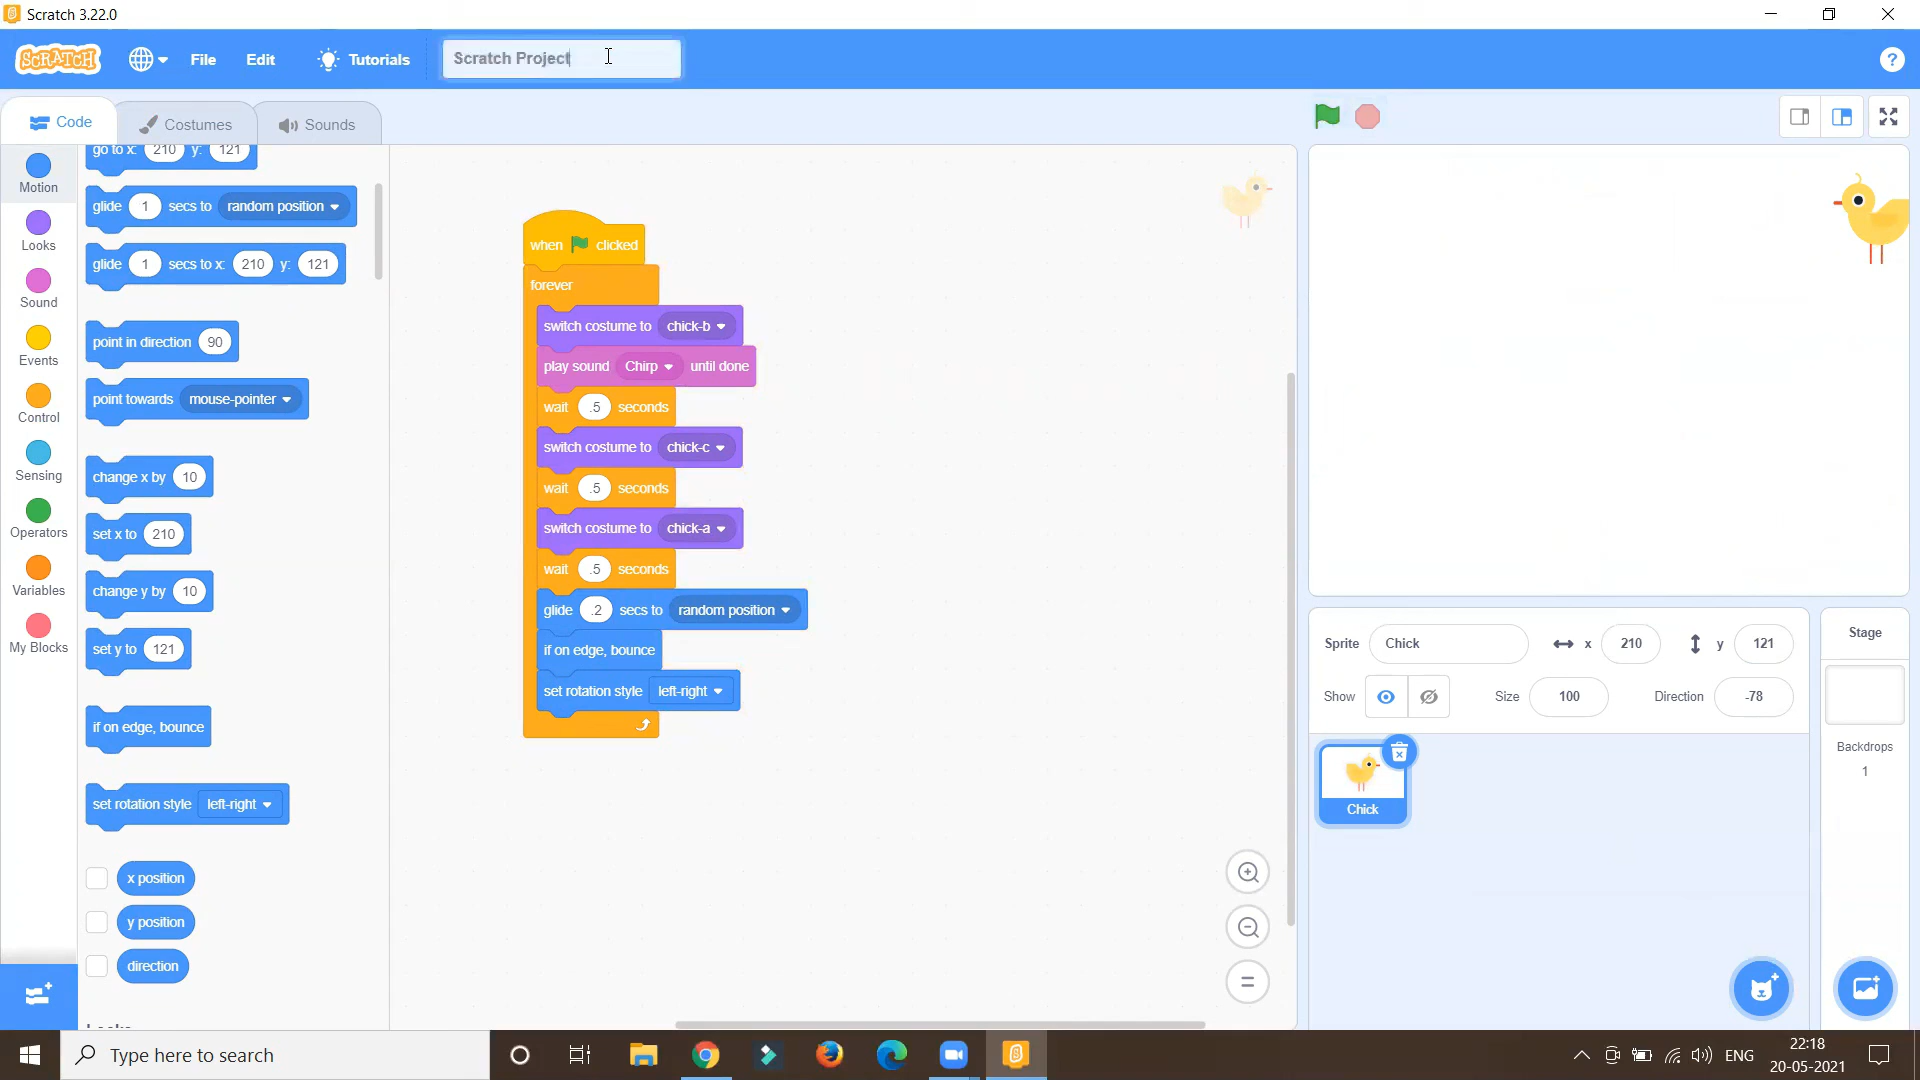 Scratch 3.22.0
SCRATCH
File
Edit
Tutorials
Scratch Project
?
Code
Costumes
Sounds
Motion
Looks
Sound
Events
Control
Sensing
Operators
Variables
My Blocks
go to x: 210 y: 121
glide 1 secs to random position
glide 1 secs to x: 210 y: 121
point in direction 90
point towards mouse-pointer
change x by 10
set x to 210
change y by 10
set y to 121
if on edge, bounce
set rotation style left-right
x position
y position
direction
Looks
when clicked
forever
switch costume to chick-b
play sound Chirp until done
wait .5 seconds
switch costume to chick-c
wait .5 seconds
switch costume to chick-a
wait .5 seconds
glide .2 secs to random position
if on edge, bounce
set rotation style left-right
Sprite Chick x 210 y 121
Show Size 100 Direction -78
Chick
Stage
Backdrops
1
Type here to search
ENG
22:18
20-05-2021